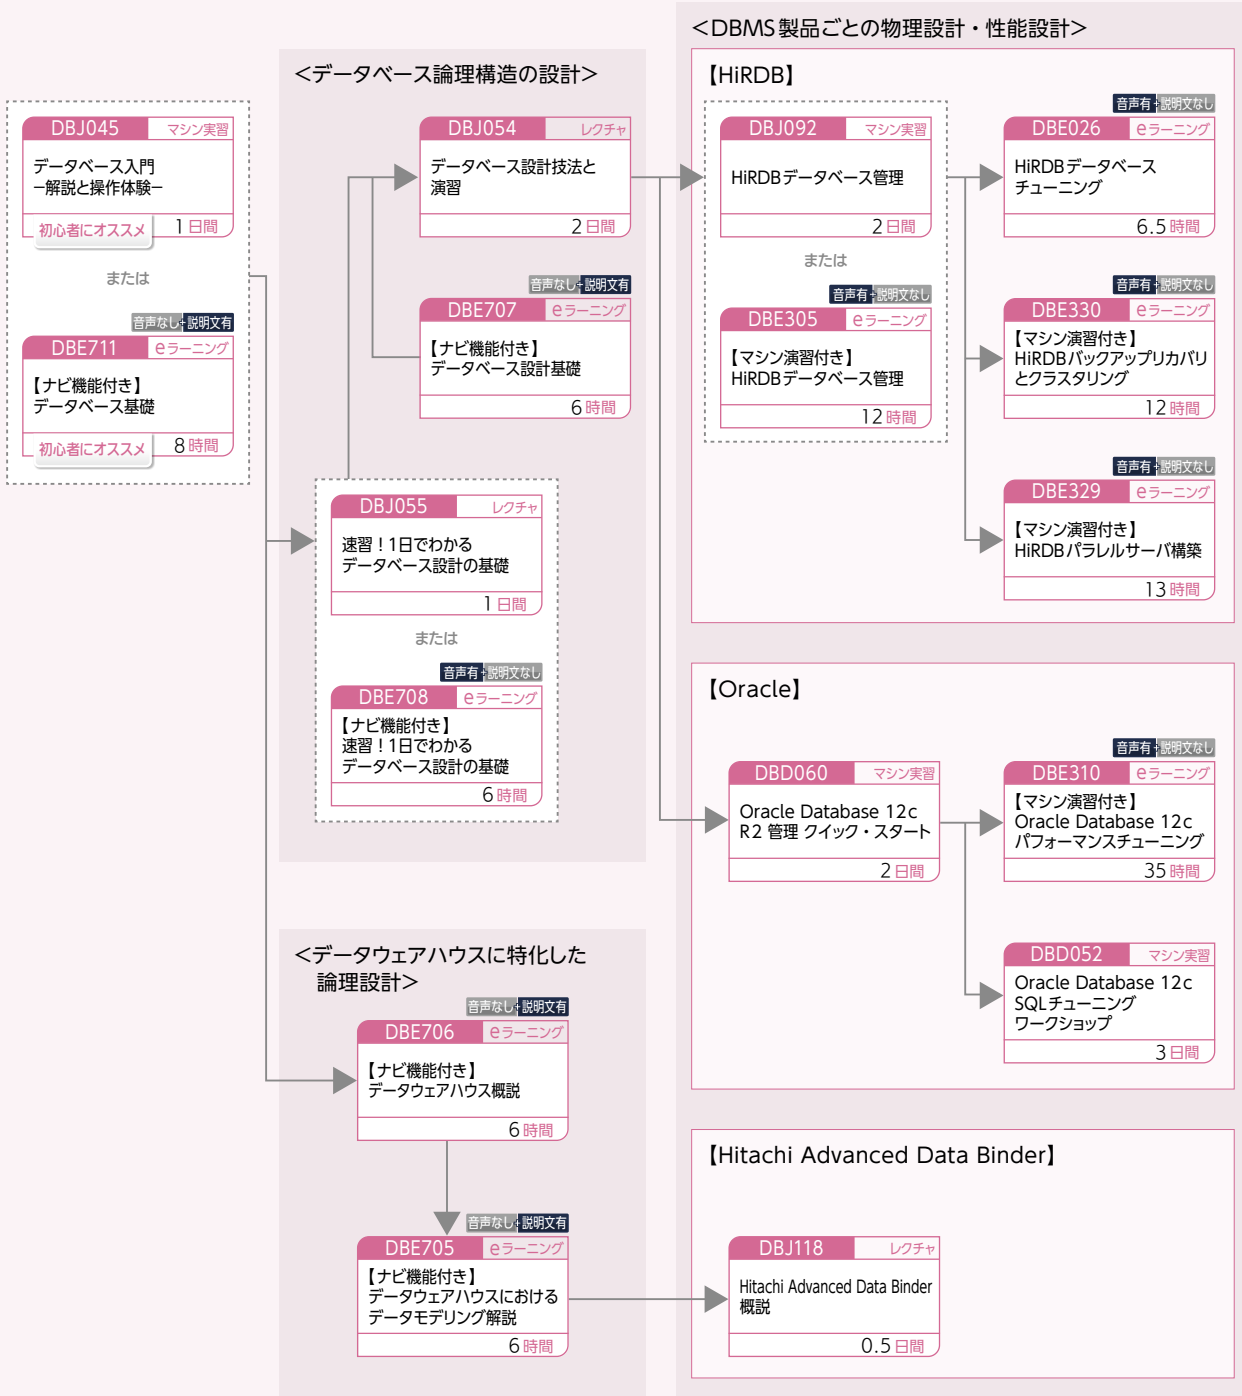 DBJ045 マシン実習
データベース入門
−解説と操作体験−
初心者にオススメ 1日間
または
音声なし+説明文有
DBE711 eラーニング
【ナビ機能付き】
データベース基礎
初心者にオススメ 8時間
＜データベース論理構造の設計＞
DBJ054 レクチャ
データベース設計技法と
演習
2日間
音声なし+説明文有
DBE707 eラーニング
【ナビ機能付き】
データベース設計基礎
6時間
DBJ055 レクチャ
速習！1日でわかる
データベース設計の基礎
1日間
または
音声有+説明文なし
DBE708 eラーニング
【ナビ機能付き】
速習！1日でわかる
データベース設計の基礎
6時間
＜データウェアハウスに特化した
論理設計＞
音声なし+説明文有
DBE706 eラーニング
【ナビ機能付き】
データウェアハウス概説
6時間
音声なし+説明文有
DBE705 eラーニング
【ナビ機能付き】
データウェアハウスにおける
データモデリング解説
6時間
＜DBMS製品ごとの物理設計・性能設計＞
【HiRDB】
DBJ092 マシン実習
HiRDBデータベース管理
2日間
または
音声有+説明文なし
DBE305 eラーニング
【マシン演習付き】
HiRDBデータベース管理
12時間
音声有+説明文なし
DBE026 eラーニング
HiRDBデータベース
チューニング
6.5時間
音声有+説明文なし
DBE330 eラーニング
【マシン演習付き】
HiRDBバックアップリカバリ
とクラスタリング
12時間
音声有+説明文なし
DBE329 eラーニング
【マシン演習付き】
HiRDBパラレルサーバ構築
13時間
【Oracle】
DBD060 マシン実習
Oracle Database 12c
R2 管理 クイック・スタート
2日間
音声有+説明文なし
DBE310 eラーニング
【マシン演習付き】
Oracle Database 12c
パフォーマンスチューニング
35時間
DBD052 マシン実習
Oracle Database 12c
SQLチューニング
ワークショップ
3日間
【Hitachi Advanced Data Binder】
DBJ118 レクチャ
Hitachi Advanced Data Binder
概説
0.5日間